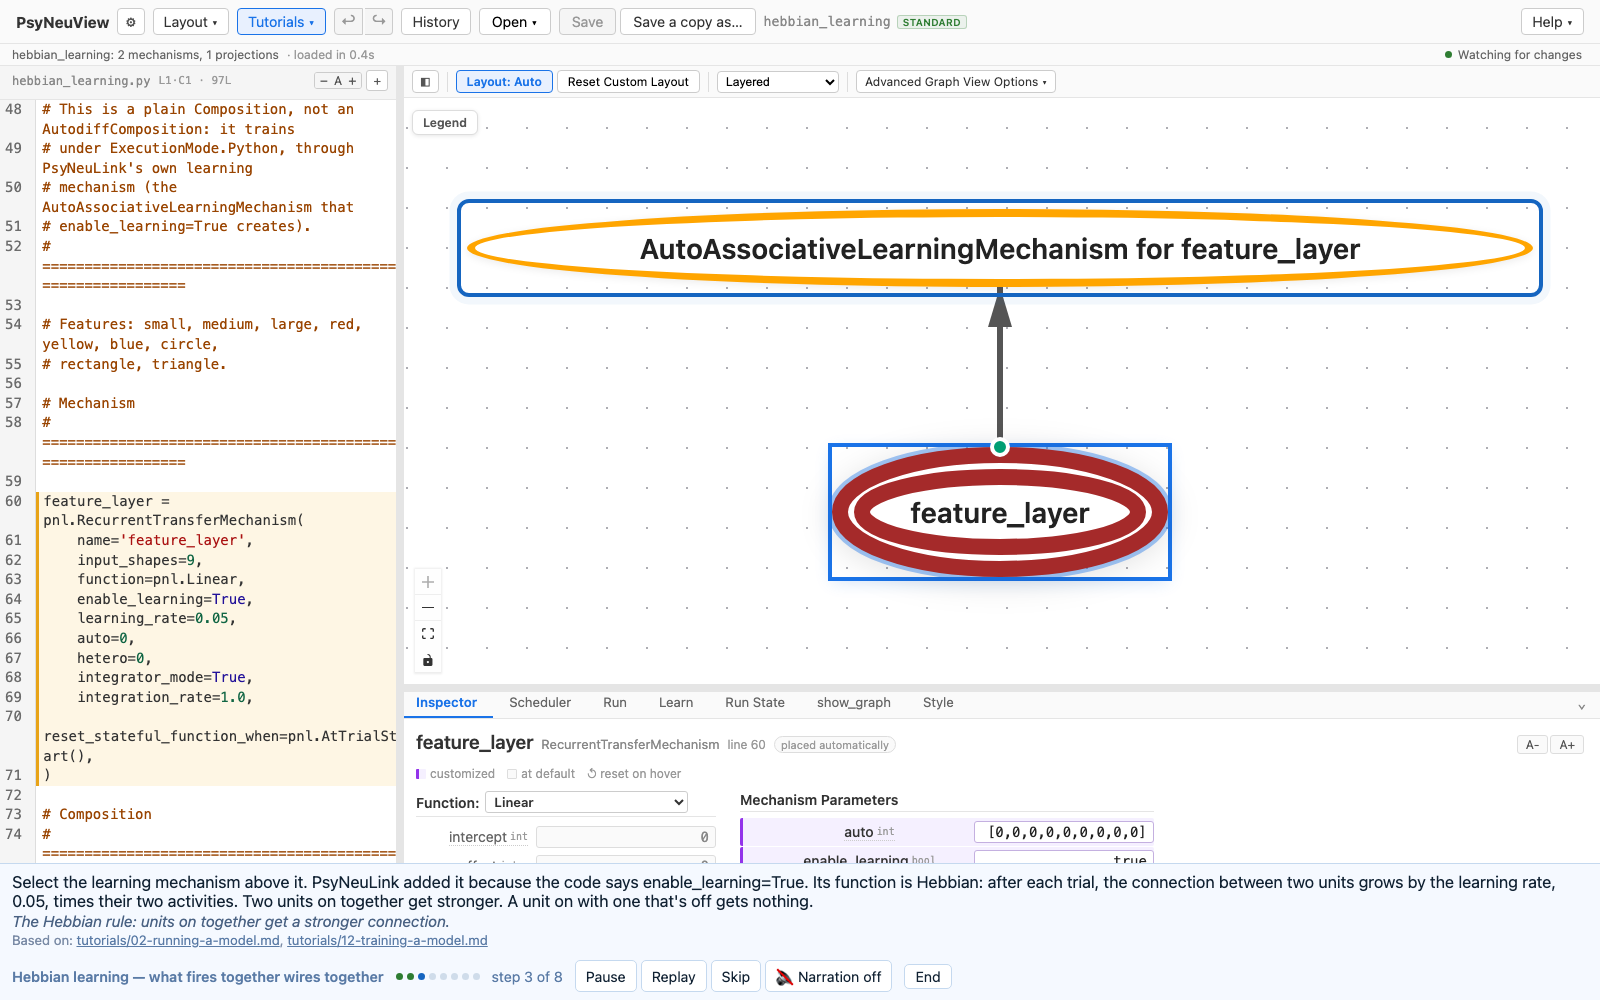 PsyNeuView ⚙ Layout ▾ Tutorials ▾ History Open ▾ Save Save a copy as... hebbian_learning STANDARD Help ▾
hebbian_learning: 2 mechanisms, 1 projections · loaded in 0.4s Watching for changes
hebbian_learning.py L1:C1 · 97L − A + +
Layout: Auto Reset Custom Layout Layered Advanced Graph View Options ▾
Legend
48 # This is a plain Composition, not an
AutodiffComposition: it trains
49 # under ExecutionMode.Python, through
PsyNeuLink's own learning
50 # mechanism (the
AutoAssociativeLearningMechanism that
51 # enable_learning=True creates).
52 #
==========================================
=================
53
54 # Features: small, medium, large, red,
yellow, blue, circle,
55 # rectangle, triangle.
56
57 # Mechanism
58 #
==========================================
=================
59
60 feature_layer =
pnl.RecurrentTransferMechanism(
61 name='feature_layer',
62 input_shapes=9,
63 function=pnl.Linear,
64 enable_learning=True,
65 learning_rate=0.05,
66 auto=0,
67 hetero=0,
68 integrator_mode=True,
69 integration_rate=1.0,
70
reset_stateful_function_when=pnl.AtTrialSt
art(),
71 )
72
73 # Composition
74 #
==========================================
AutoAssociativeLearningMechanism for feature_layer
feature_layer
Inspector Scheduler Run Learn Run State show_graph Style
feature_layer RecurrentTransferMechanism line 60 placed automatically A- A+
customized at default reset on hover
Function: Linear
intercept int 0
Mechanism Parameters
auto int [0,0,0,0,0,0,0,0,0]
enable_learning bool true
Select the learning mechanism above it. PsyNeuLink added it because the code says enable_learning=True. Its function is Hebbian: after each trial, the connection between two units grows by the learning rate,
0.05, times their two activities. Two units on together get stronger. A unit on with one that's off gets nothing.
The Hebbian rule: units on together get a stronger connection.
Based on: tutorials/02-running-a-model.md, tutorials/12-training-a-model.md
Hebbian learning — what fires together wires together step 3 of 8 Pause Replay Skip Narration off End